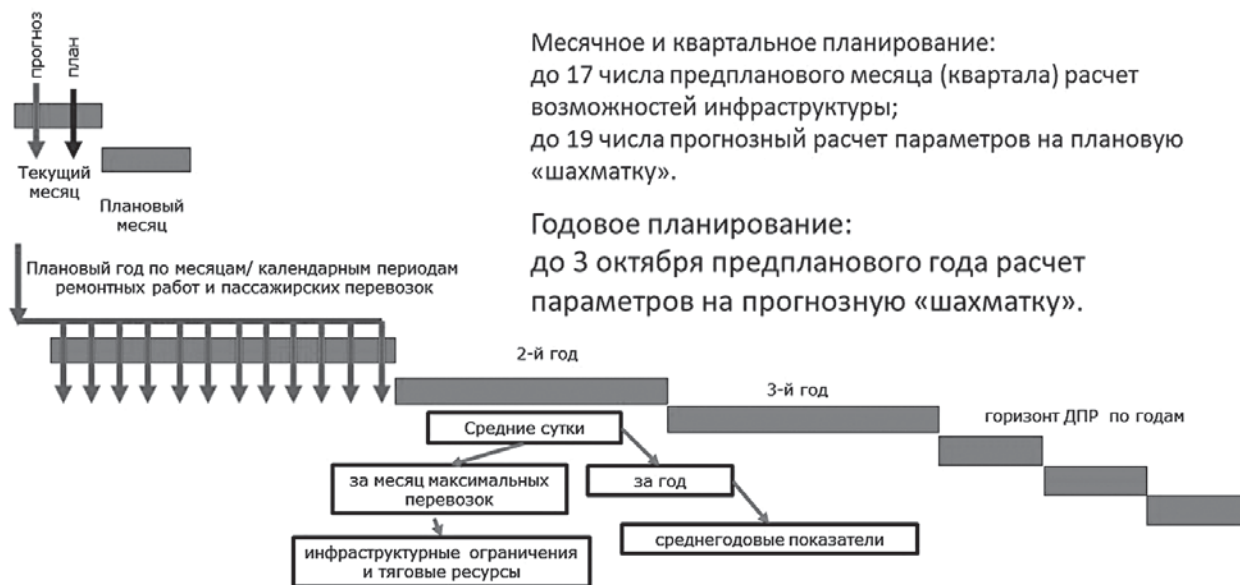 прогноз
план
Текущий
месяц
Плановый
месяц
Месячное и квартальное планирование:
до 17 числа предпланового месяца (квартала) расчет
возможностей инфраструктуры;
до 19 числа прогнозный расчет параметров на плановую
«шахматку».
Годовое планирование:
до 3 октября предпланового года расчет
параметров на прогнозную «шахматку».
Плановый год по месяцам/ календарным периодам
ремонтных работ и пассажирских перевозок
2-й год
3-й год
горизонт ДПР по годам
Средние сутки
за месяц максимальных
перевозок
за год
инфраструктурные ограничения
и тяговые ресурсы
среднегодовые показатели